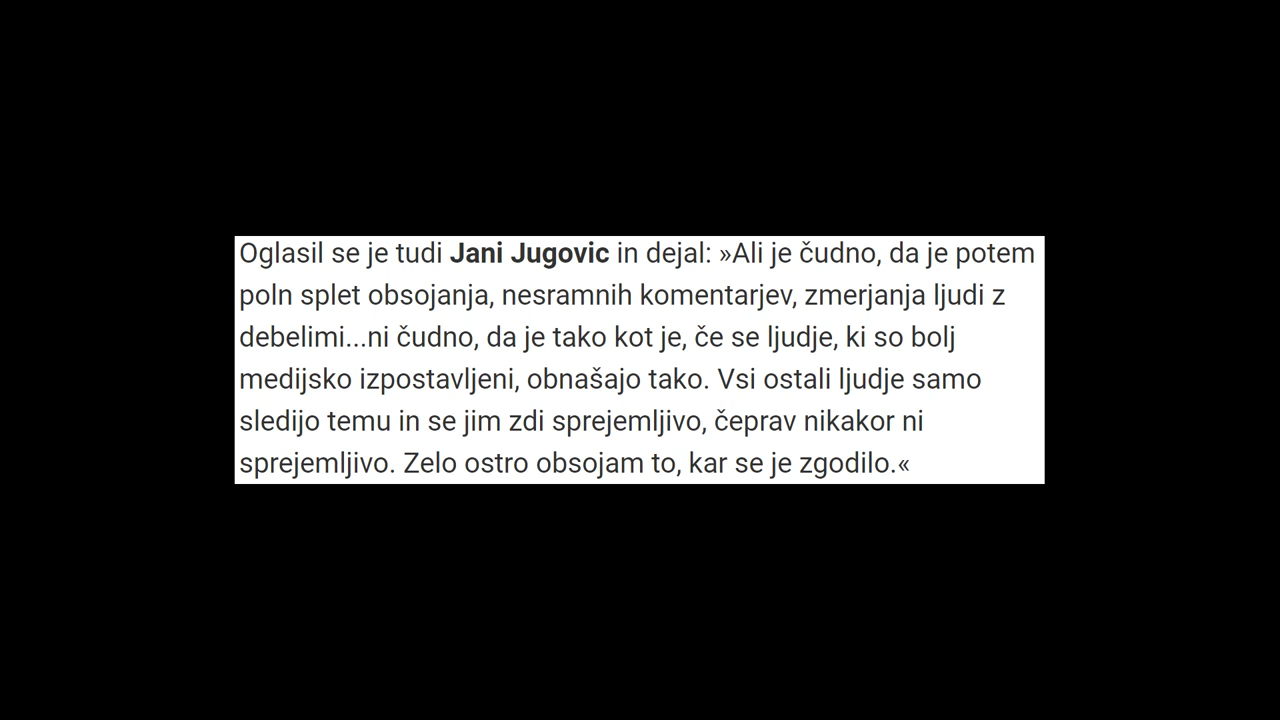 Oglasil se je tudi Jani Jugovic in dejal: »Ali je čudno, da je potem
poln splet obsojanja, nesramnih komentarjev, zmerjanja ljudi z
debelimi...ni čudno, da je tako kot je, če se ljudje, ki so bolj
medijsko izpostavljeni, obnašajo tako. Vsi ostali ljudje samo
sledijo temu in se jim zdi sprejemljivo, čeprav nikakor ni
sprejemljivo. Zelo ostro obsojam to, kar se je zgodilo.«